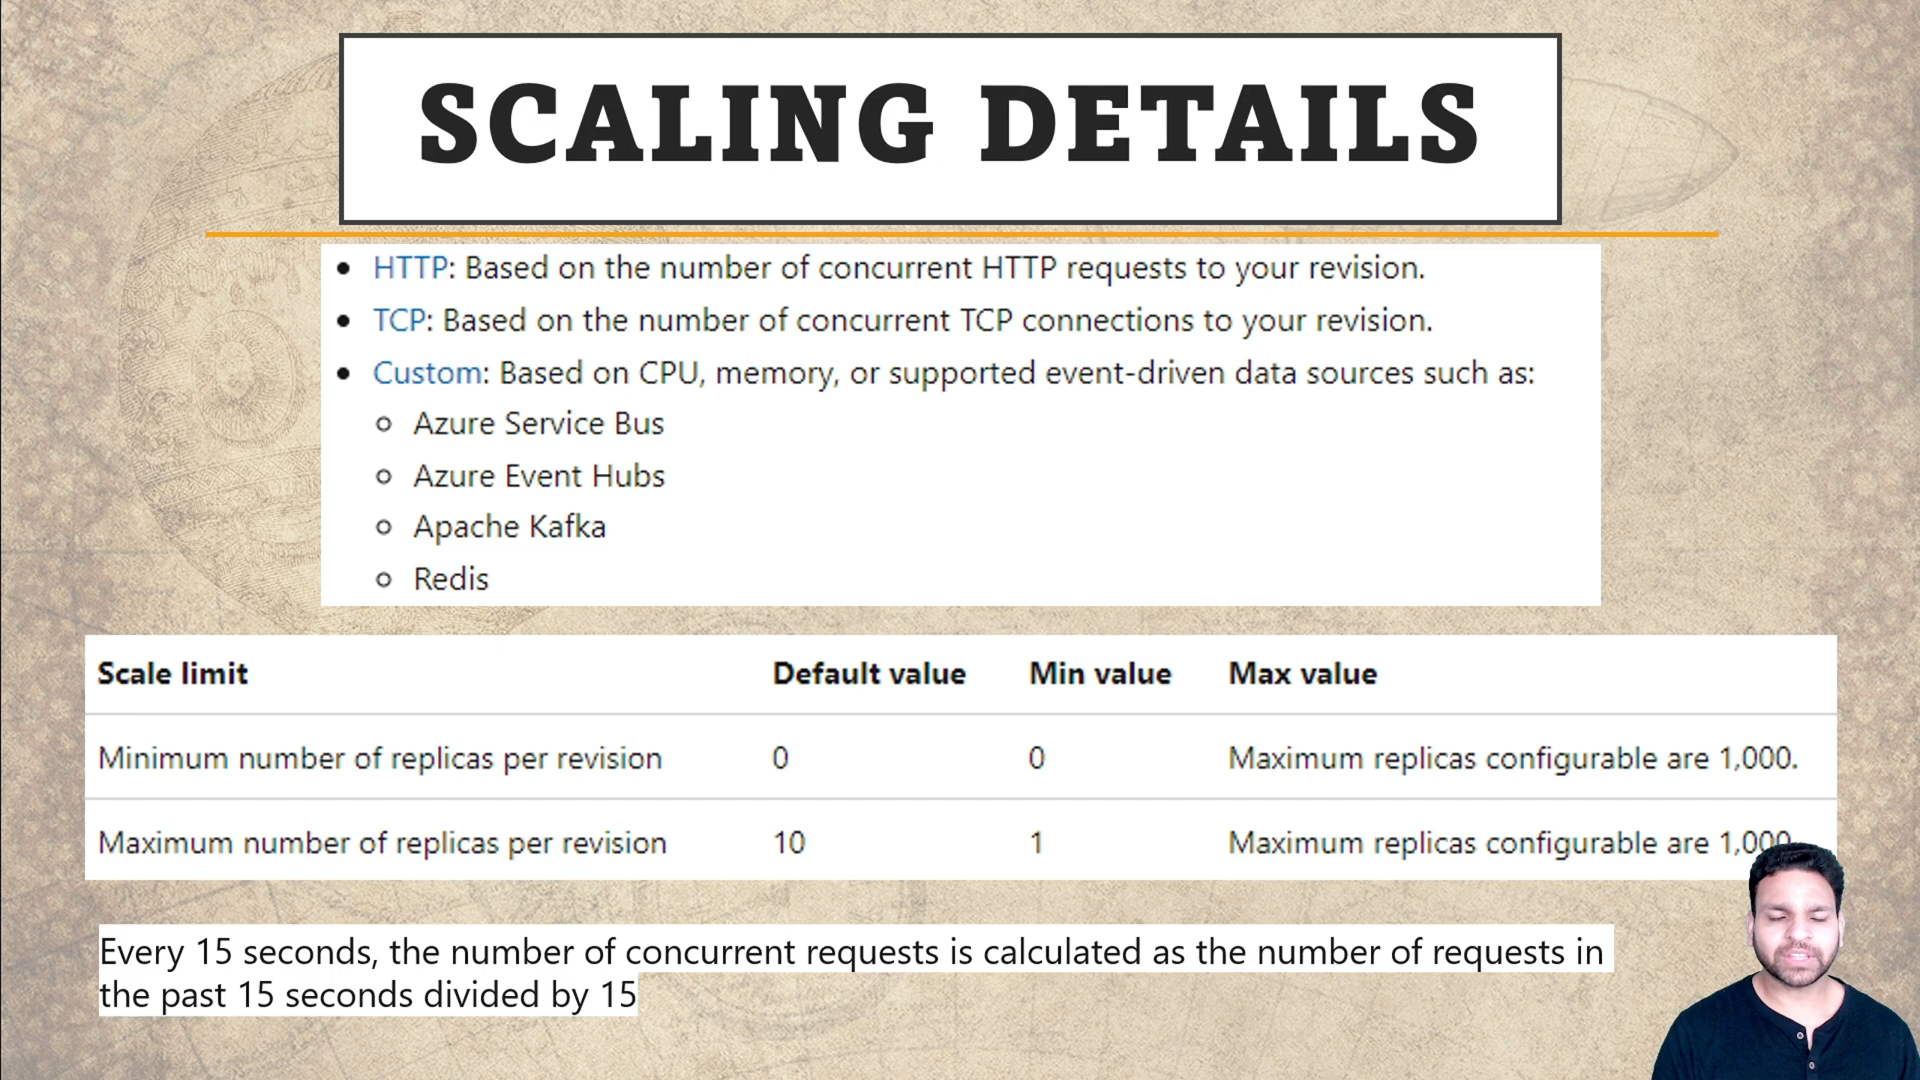 SCALING DETAILS
• HTTP: Based on the number of concurrent HTTP requests to your revision.
• TCP: Based on the number of concurrent TCP connections to your revision.
• Custom: Based on CPU, memory, or supported event-driven data sources such as:
○ Azure Service Bus
○ Azure Event Hubs
○ Apache Kafka
○ Redis
Scale limit Default value Min value Max value
Minimum number of replicas per revision 0 0 Maximum replicas configurable are 1,000.
Maximum number of replicas per revision 10 1 Maximum replicas configurable are 1,000
Every 15 seconds, the number of concurrent requests is calculated as the number of requests in
the past 15 seconds divided by 15